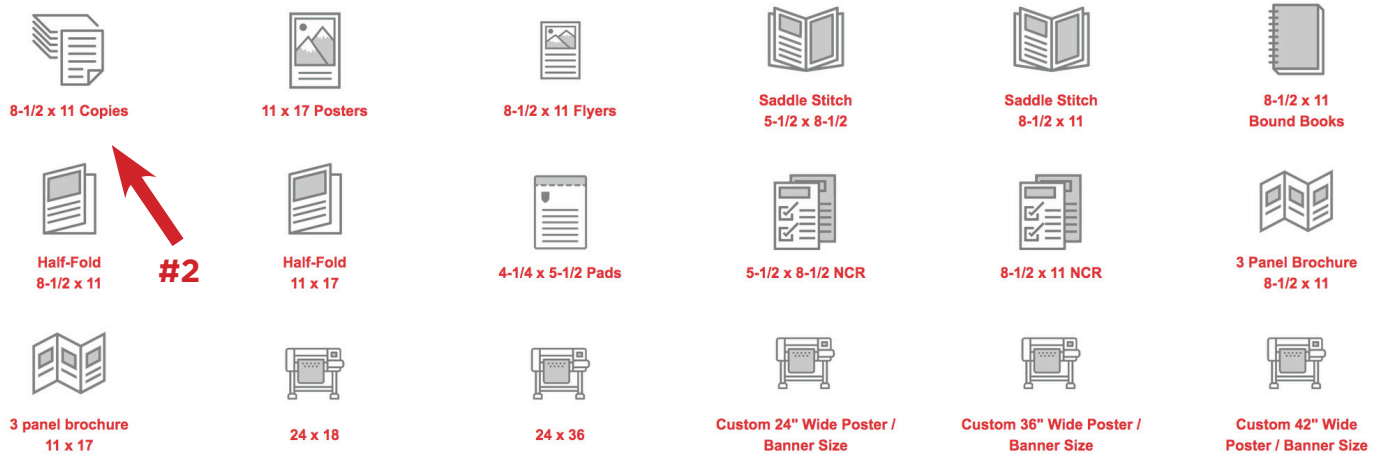 8-1/2 x 11 Copies
11 x 17 Posters
8-1/2 x 11 Flyers
Saddle Stitch
5-1/2 x 8-1/2
Saddle Stitch
8-1/2 x 11
8-1/2 x 11
Bound Books
Half-Fold
8-1/2 x 11
#2
Half-Fold
11 x 17
4-1/4 x 5-1/2 Pads
5-1/2 x 8-1/2 NCR
8-1/2 x 11 NCR
3 Panel Brochure
8-1/2 x 11
3 panel brochure
11 x 17
24 x 18
24 x 36
Custom 24" Wide Poster /
Banner Size
Custom 36" Wide Poster /
Banner Size
Custom 42" Wide
Poster / Banner Size